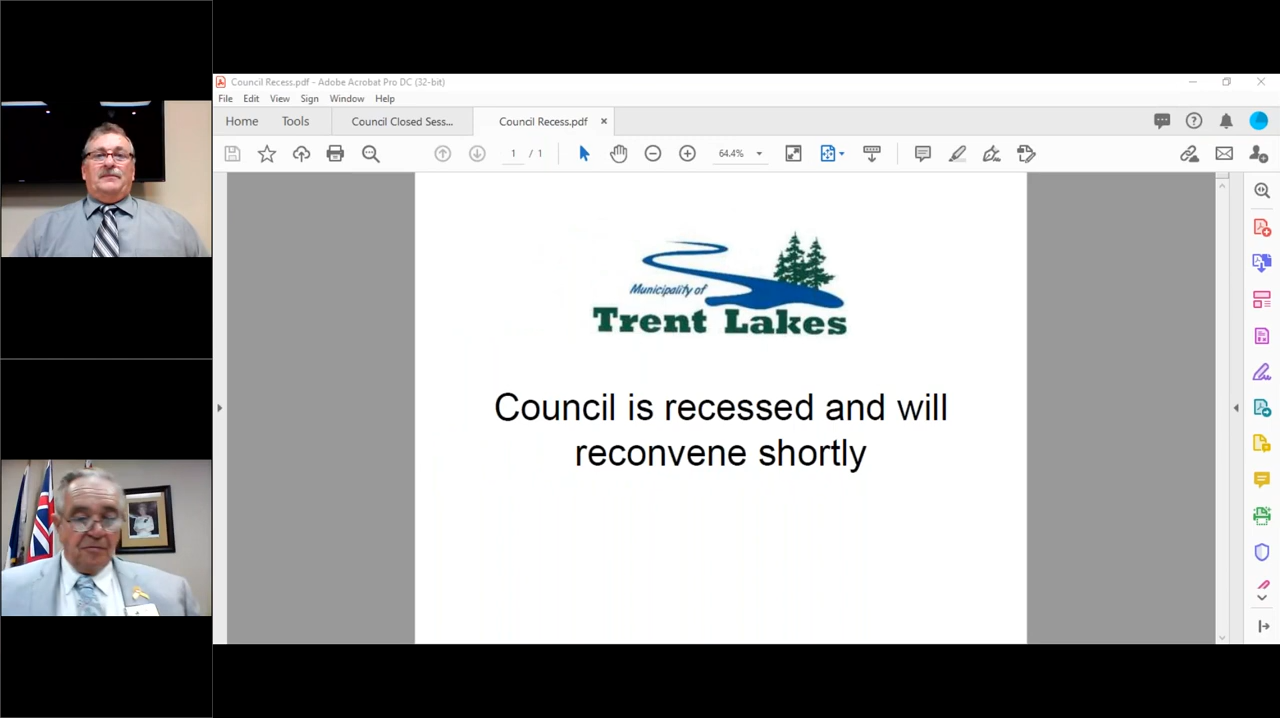 Council Recess.pdf - Adobe Acrobat Pro DC (32-bit)
File Edit View Sign Window Help
Home Tools Council Closed Sess... Council Recess.pdf ×
1 / 1 64.4%
Municipality of
Trent Lakes
Council is recessed and will
reconvene shortly